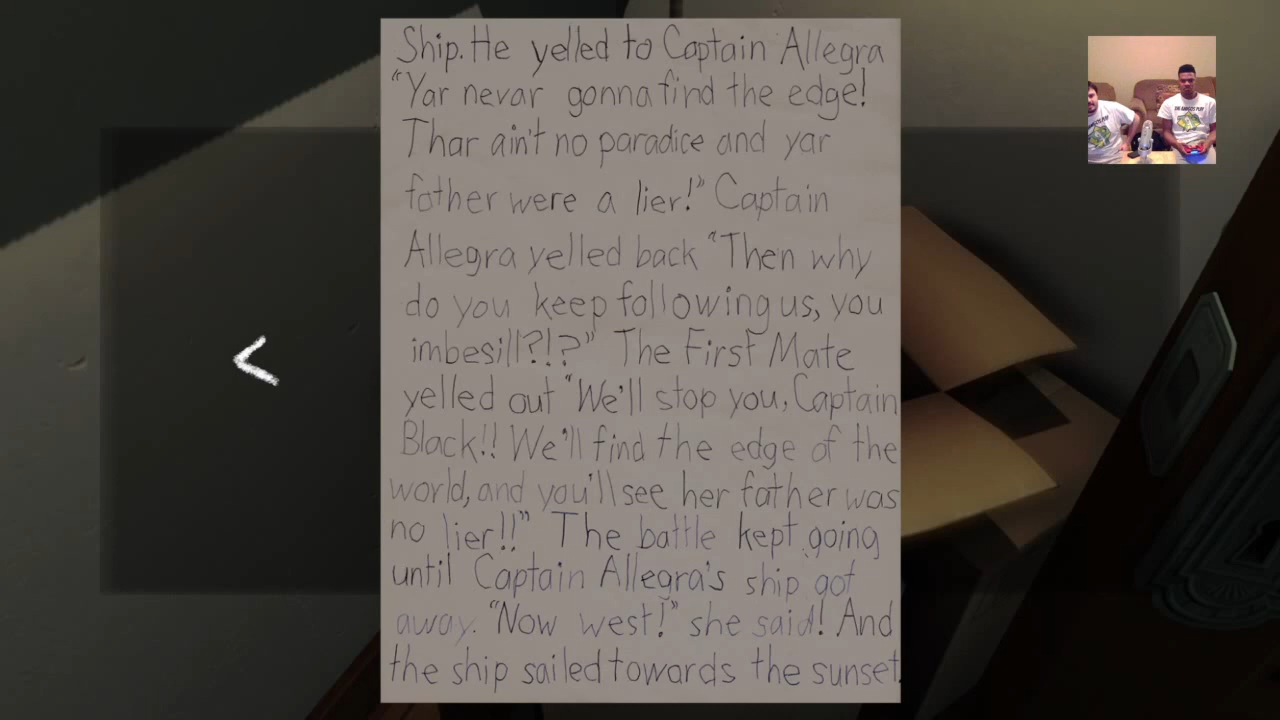 Ship. He yelled to Captain Allegra
"Yar nevar gonna find the edge!
Thar ain't no paradice and yar
father were a lier!" Captain
Allegra yelled back "Then why
do you keep following us, you
imbesill?!?" The First Mate
yelled out "We'll stop you, Captain
Black!! We'll find the edge of the
world, and you'll see her father was
no lier!!" The battle kept going
until Captain Allegra's ship got
away. "Now west!" she said! And
the ship sailed towards the sunset.
<